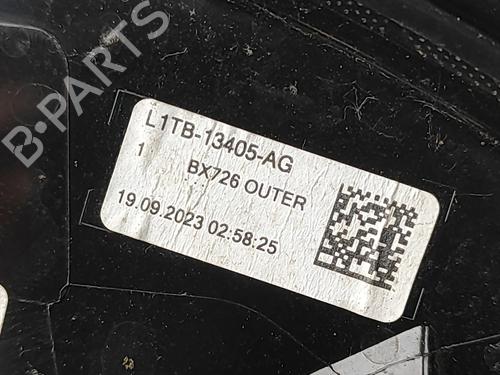 B-PARTS
L1TB-13405-AG
1 BX726 OUTER
19.09.2023 02:58:25